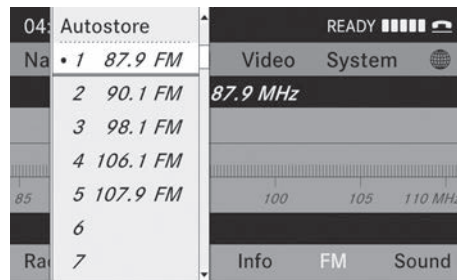 04: Autostore READY
Na • 1 87.9 FM Video System
2 90.1 FM 87.9 MHz
3 98.1 FM
4 106.1 FM
85 5 107.9 FM 100 105 110 MHz
6
Ra 7 Info FM Sound